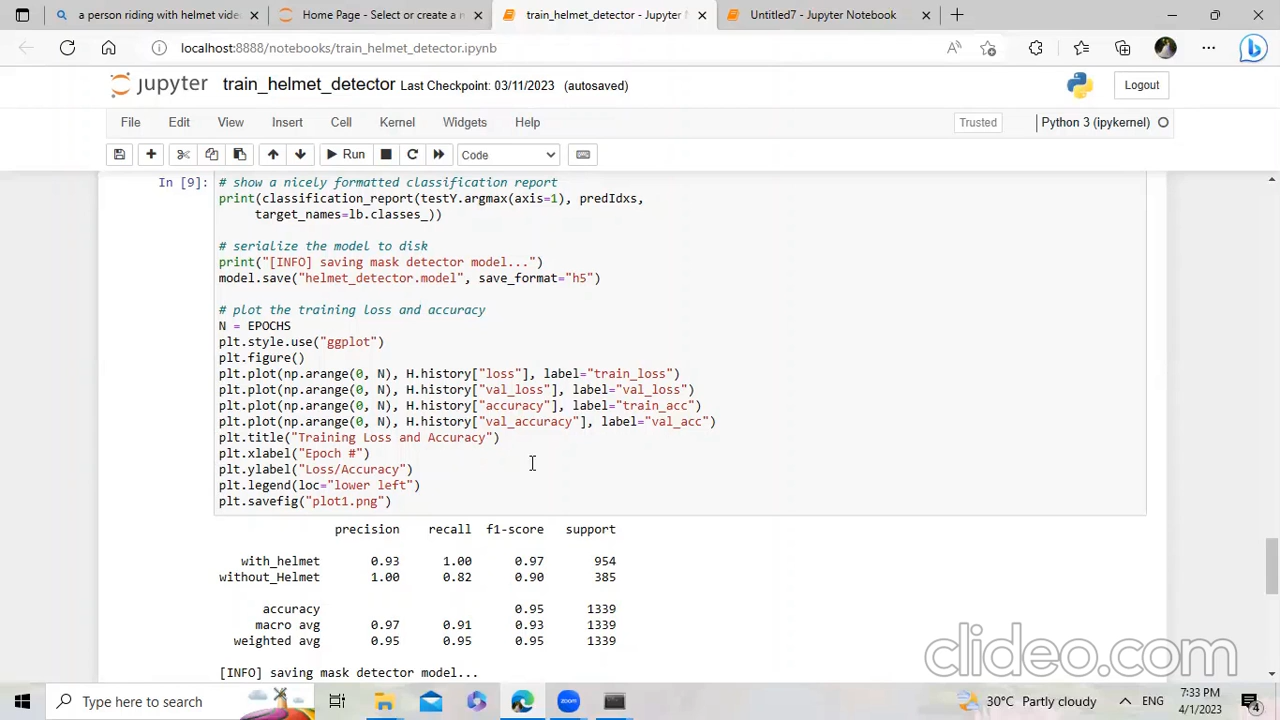 a person riding with helmet vide
Home Page - Select or create a n
train_helmet_detector - Jupyter N
Untitled7 - Jupyter Notebook
localhost:8888/notebooks/train_helmet_detector.ipynb
jupyter train_helmet_detector Last Checkpoint: 03/11/2023 (autosaved)
Logout
File Edit View Insert Cell Kernel Widgets Help
Trusted
Python 3 (ipykernel)
Run
Code
In [9]: # show a nicely formatted classification report
print(classification_report(testY.argmax(axis=1), predIdxs,
target_names=lb.classes_))
# serialize the model to disk
print("[INFO] saving mask detector model...")
model.save("helmet_detector.model", save_format="h5")
# plot the training loss and accuracy
N = EPOCHS
plt.style.use("ggplot")
plt.figure()
plt.plot(np.arange(0, N), H.history["loss"], label="train_loss")
plt.plot(np.arange(0, N), H.history["val_loss"], label="val_loss")
plt.plot(np.arange(0, N), H.history["accuracy"], label="train_acc")
plt.plot(np.arange(0, N), H.history["val_accuracy"], label="val_acc")
plt.title("Training Loss and Accuracy")
plt.xlabel("Epoch #")
plt.ylabel("Loss/Accuracy")
plt.legend(loc="lower left")
plt.savefig("plot1.png")
precision recall f1-score support
with_helmet 0.93 1.00 0.97 954
without_Helmet 1.00 0.82 0.90 385
accuracy 0.95 1339
macro avg 0.97 0.91 0.93 1339
weighted avg 0.95 0.95 0.95 1339
[INFO] saving mask detector model...
clideo.com
Type here to search
zoom
30°C Partly cloudy
ENG
7:33 PM
4/1/2023
4